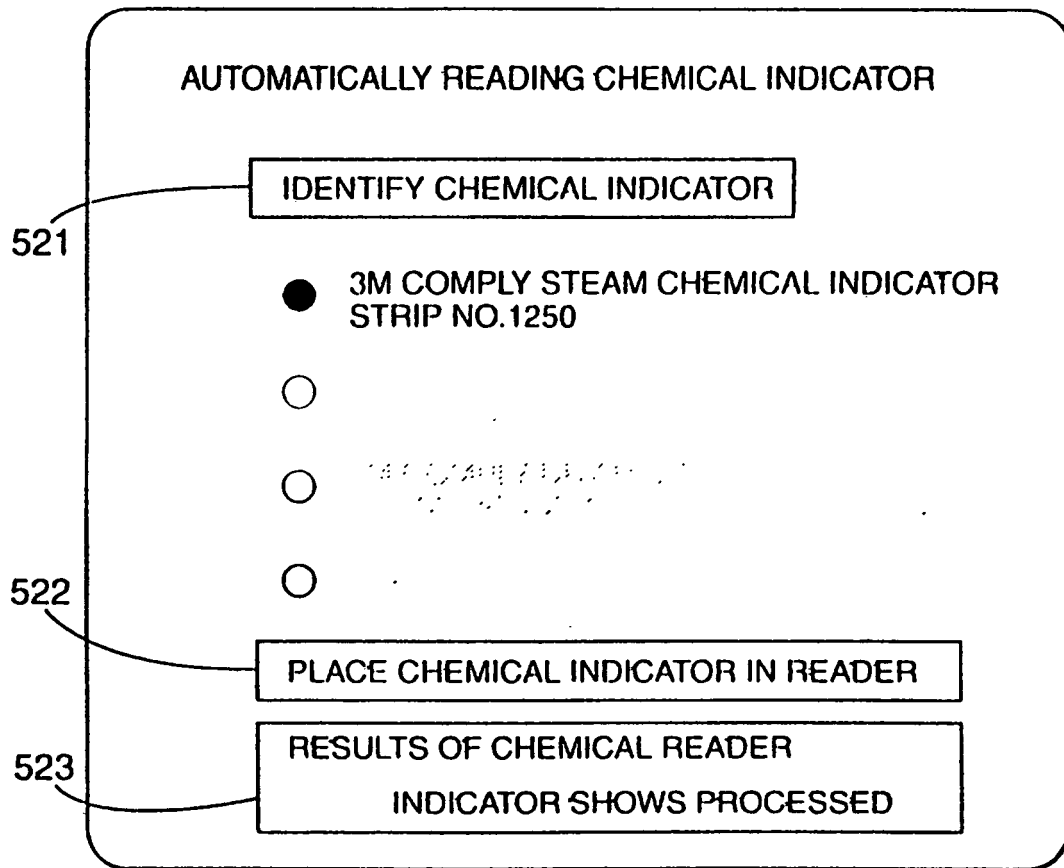 AUTOMATICALLY READING CHEMICAL INDICATOR
IDENTIFY CHEMICAL INDICATOR
521
3M COMPLY STEAM CHEMICAL INDICATOR
STRIP NO.1250
522
PLACE CHEMICAL INDICATOR IN READER
RESULTS OF CHEMICAL READER
523
INDICATOR SHOWS PROCESSED